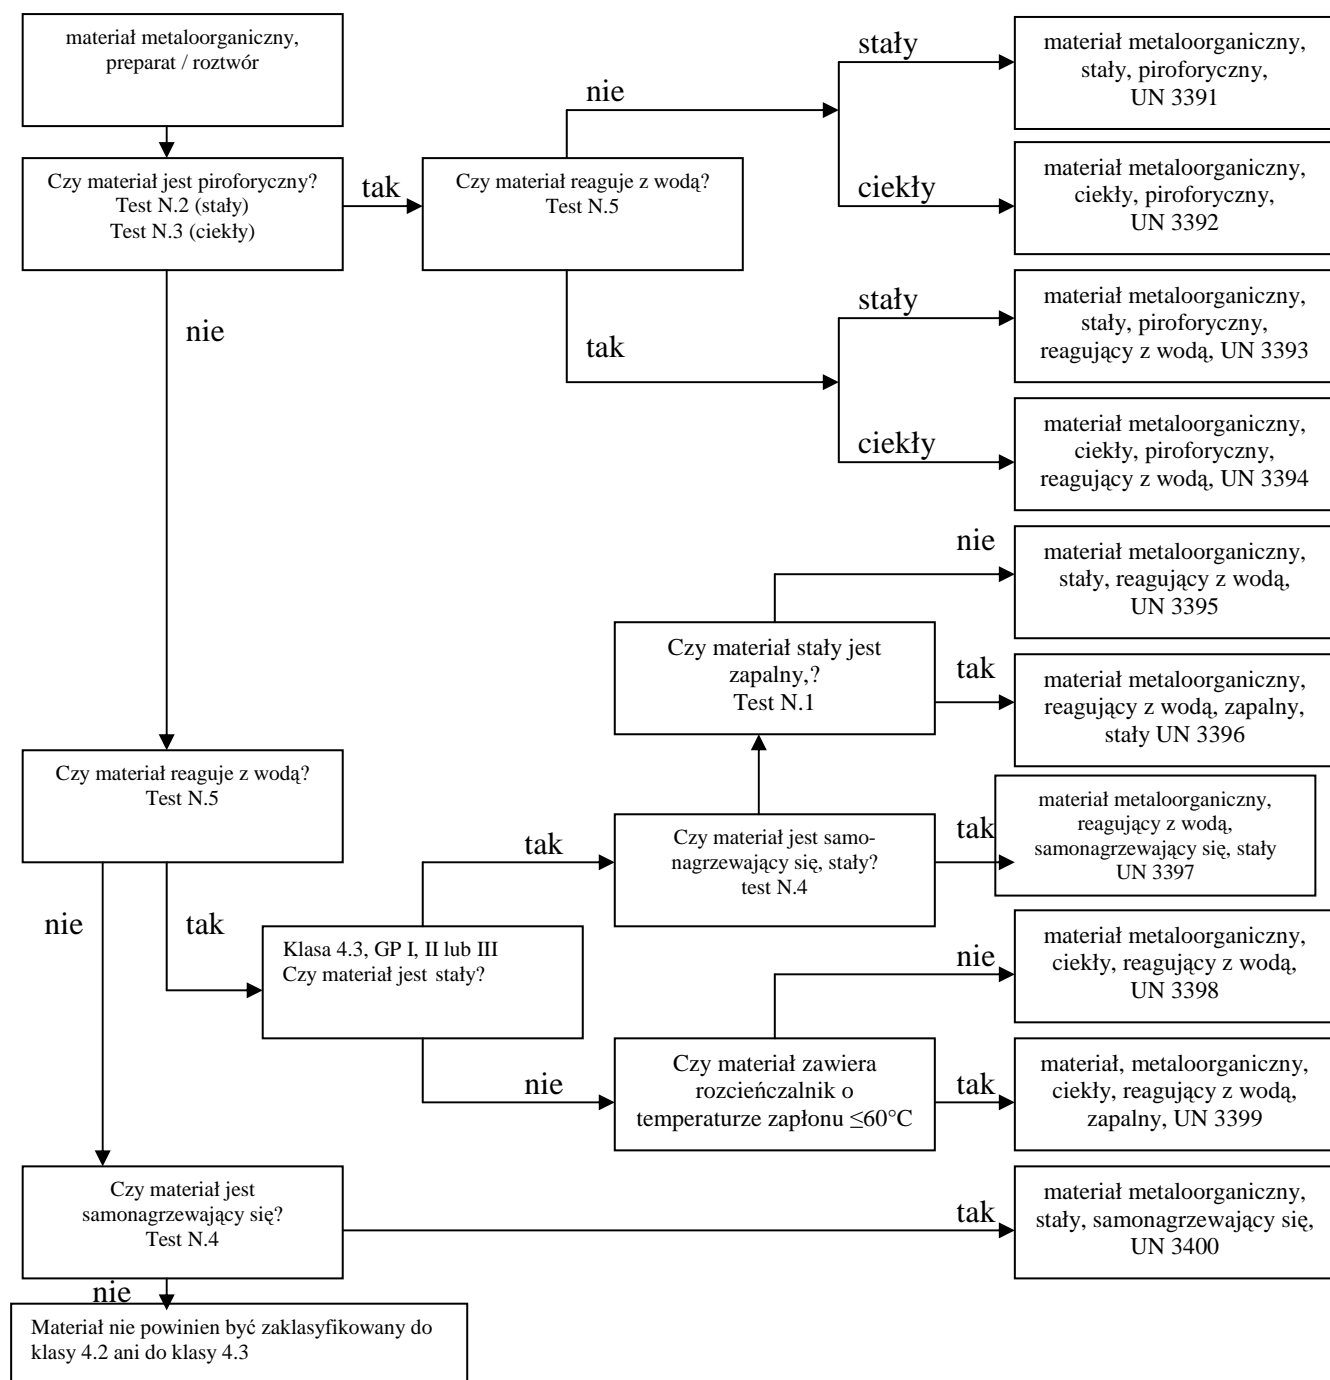 materiał metaloorganiczny,
preparat / roztwór
stały
materiał metaloorganiczny,
stały, piroforyczny,
UN 3391
nie
Czy materiał jest piroforyczny?
Test N.2 (stały)
Test N.3 (ciekły)
tak
Czy materiał reaguje z wodą?
Test N.5
ciekły
materiał metaloorganiczny,
ciekły, piroforyczny,
UN 3392
nie
tak
stały
materiał metaloorganiczny,
stały, piroforyczny,
reagujący z wodą, UN 3393
ciekły
materiał metaloorganiczny,
ciekły, piroforyczny,
reagujący z wodą, UN 3394
nie
materiał metaloorganiczny,
stały, reagujący z wodą,
UN 3395
Czy materiał stały jest
zapalny,?
Test N.1
tak
materiał metaloorganiczny,
reagujący z wodą, zapalny,
stały UN 3396
Czy materiał reaguje z wodą?
Test N.5
tak
Czy materiał jest samo-
nagrzewający się, stały?
test N.4
tak
materiał metaloorganiczny,
reagujący z wodą,
samonagrzewający się, stały
UN 3397
nie
tak
Klasa 4.3, GP I, II lub III
Czy materiał jest stały?
nie
materiał metaloorganiczny,
ciekły, reagujący z wodą,
UN 3398
nie
Czy materiał zawiera
rozcieńczalnik o
temperaturze zapłonu ≤60°C
tak
materiał, metaloorganiczny,
ciekły, reagujący z wodą,
zapalny, UN 3399
Czy materiał jest
samonagrzewający się?
Test N.4
tak
materiał metaloorganiczny,
stały, samonagrzewający się,
UN 3400
nie
Materiał nie powinien być zaklasyfikowany do
klasy 4.2 ani do klasy 4.3